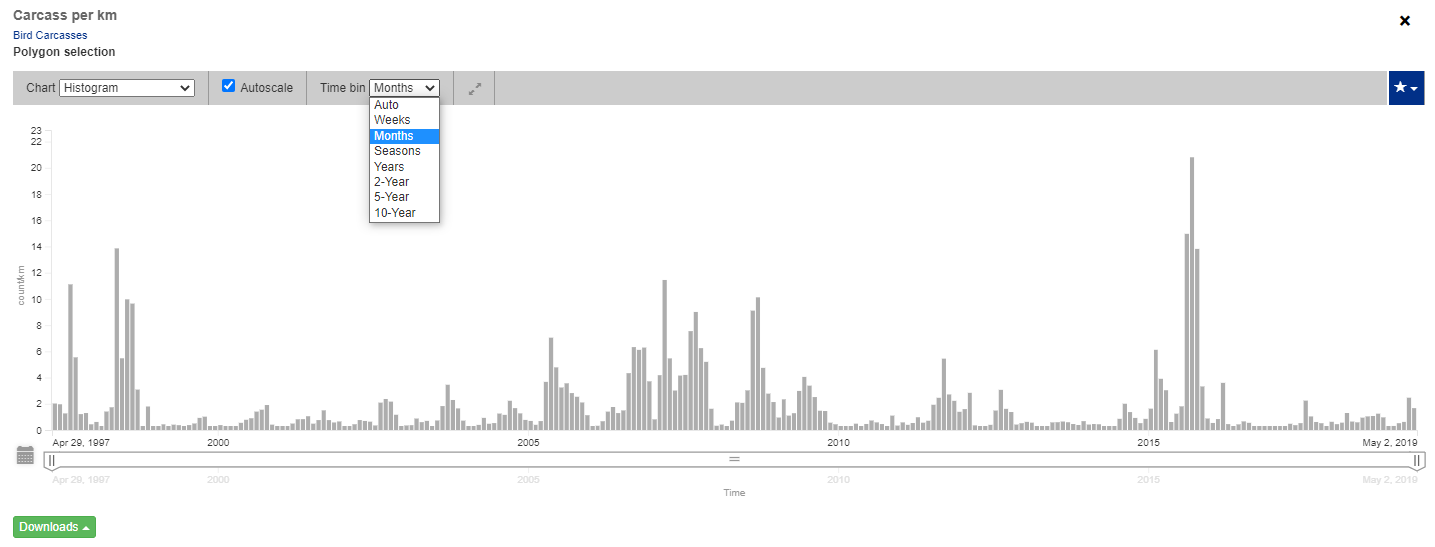 Carcass per km
Bird Carcasses
Polygon selection
Chart Histogram Autoscale Time bin Months
Auto
Weeks
Months
Seasons
Years
2-Year
5-Year
10-Year
23
22
20
18
16
14
12
10
8
6
4
2
0
count/km
Apr 29, 1997 2000 2005 2010 2015 May 2, 2019
Apr 29, 1997 2000 2005 2010 2015 May 2, 2019
Time
Downloads